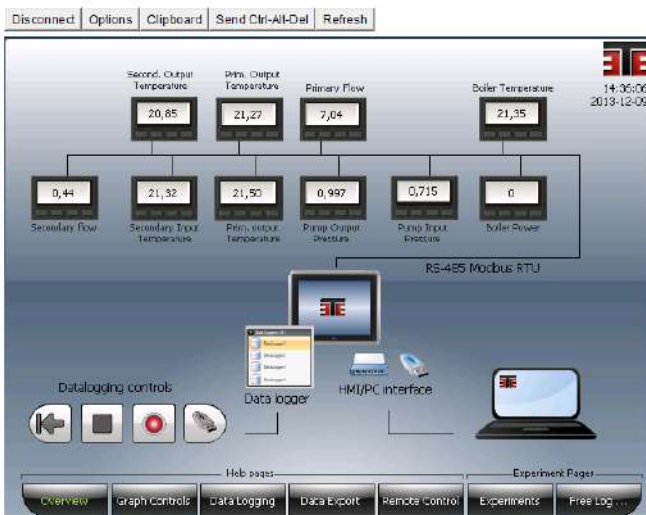 Disconnect Options Clipboard Send Ctrl-Alt-Del Refresh
Second. Output Temperature
Prim. Output Temperature
Primary Flow
Boiler Temperature
14:36:06
2013-12-09
20,85 21,27 7,04 21,35
0,44 21,32 21,50 0,997 0,715 0
Secondary flow
Secondary Input Temperature
Prim. output Temperature
Pump Output Pressure
Pump Input Pressure
Boiler Power
RS-485 Modbus RTU
Datalogging controls
Data logger
HMI/PC interface
Help pages
Experiment Pages
Overview Graph Controls Data Logging Data Export Remote Control Experiments Free Log ...